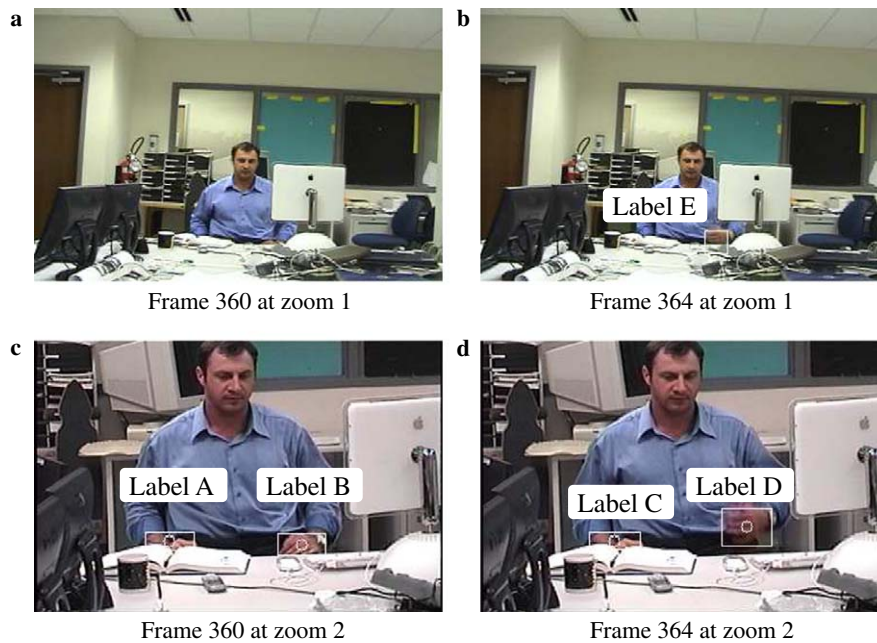 a
b
Label E
Frame 360 at zoom 1
Frame 364 at zoom 1
c
d
Label A
Label B
Label C
Label D
Frame 360 at zoom 2
Frame 364 at zoom 2